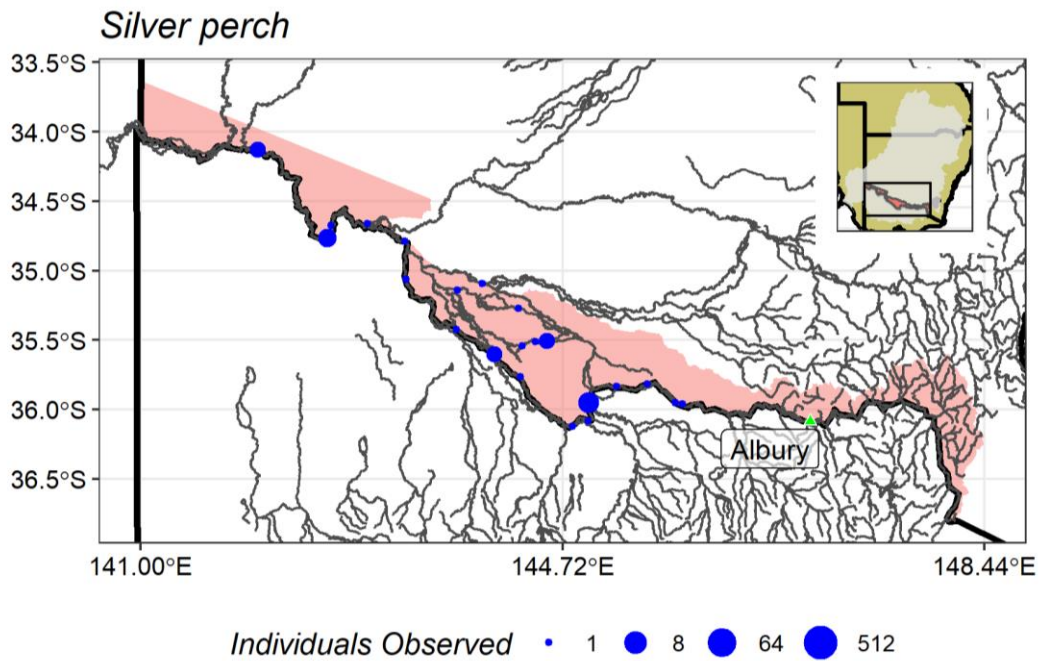 Silver perch
33.5°S
34.0°S
34.5°S
35.0°S
35.5°S
36.0°S
36.5°S
Albury
141.00°E 144.72°E 148.44°E
Individuals Observed 1 8 64 512